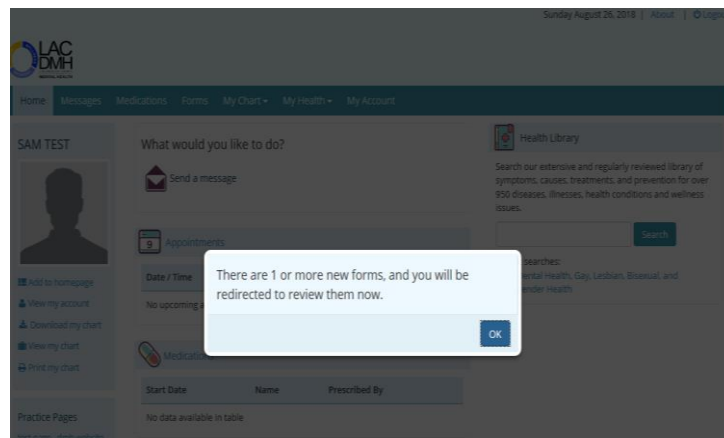 Sunday August 26, 2018 | About | Logout
LAC
DMH
MENTAL HEALTH
Home Messages Medications Forms My Chart My Health My Account
SAM TEST
Add to homepage
View my account
Download my chart
View my chart
Print my chart
Practice Pages
What would you like to do?
Send a message
9 Appointments
Date / Time
No upcoming a
There are 1 or more new forms, and you will be
redirected to review them now.
OK
Medications
Start Date Name Prescribed By
No data available in table
Health Library
Search our extensive and regularly reviewed library of
symptoms, causes, treatments, and prevention for over
950 diseases, illnesses, health conditions and wellness
issues.
Search
searches:
ental Health, Gay, Lesbian, Bisexual, and
ender Health